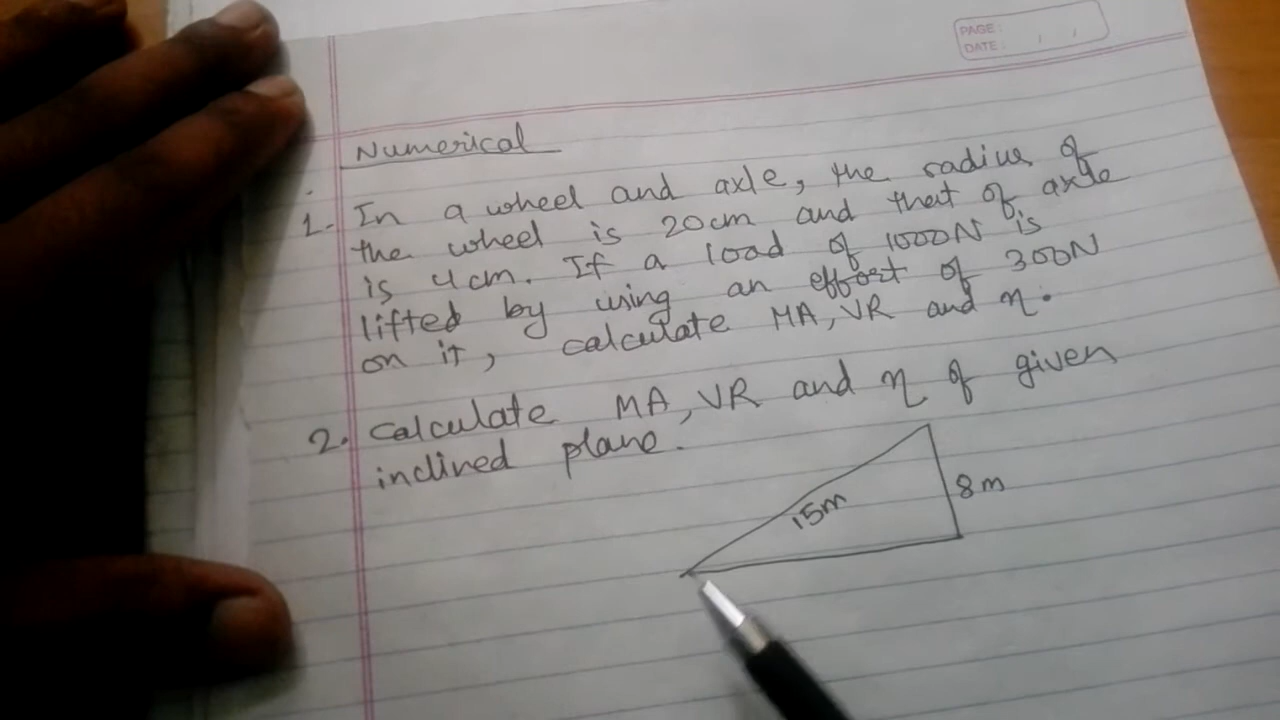 PAGE:
DATE:
Numerical
1. In a wheel and axle, the radius of
the wheel is 20cm and that of axle
is 4cm. If a load of 1000N is
lifted by using an effort of 300N
on it, calculate MA, VR and η.
2. Calculate MA, VR and η of given
inclined plane.
15m
8m